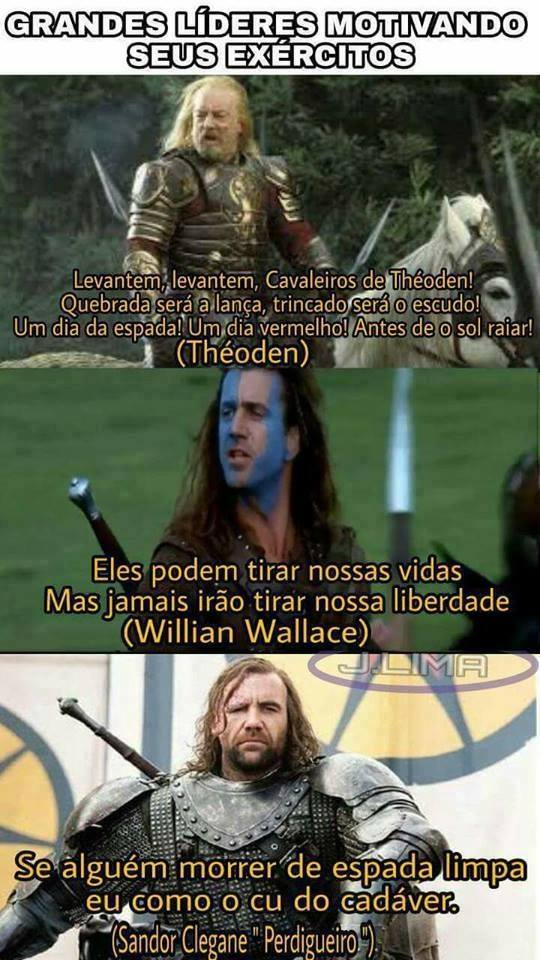 GRANDES LÍDERES MOTIVANDO
SEUS EXÉRCITOS
Levantem, levantem, Cavaleiros de Théoden!
Quebrada será a lança, trincado será o escudo!
Um dia da espada! Um dia vermelho! Antes de o sol raiar!
(Théoden)
Eles podem tirar nossas vidas
Mas jamais irão tirar nossa liberdade
(Willian Wallace)
J.LIMA
Se alguém morrer de espada limpa
eu como o cu do cadáver.
(Sandor Clegane " Perdigueiro ").